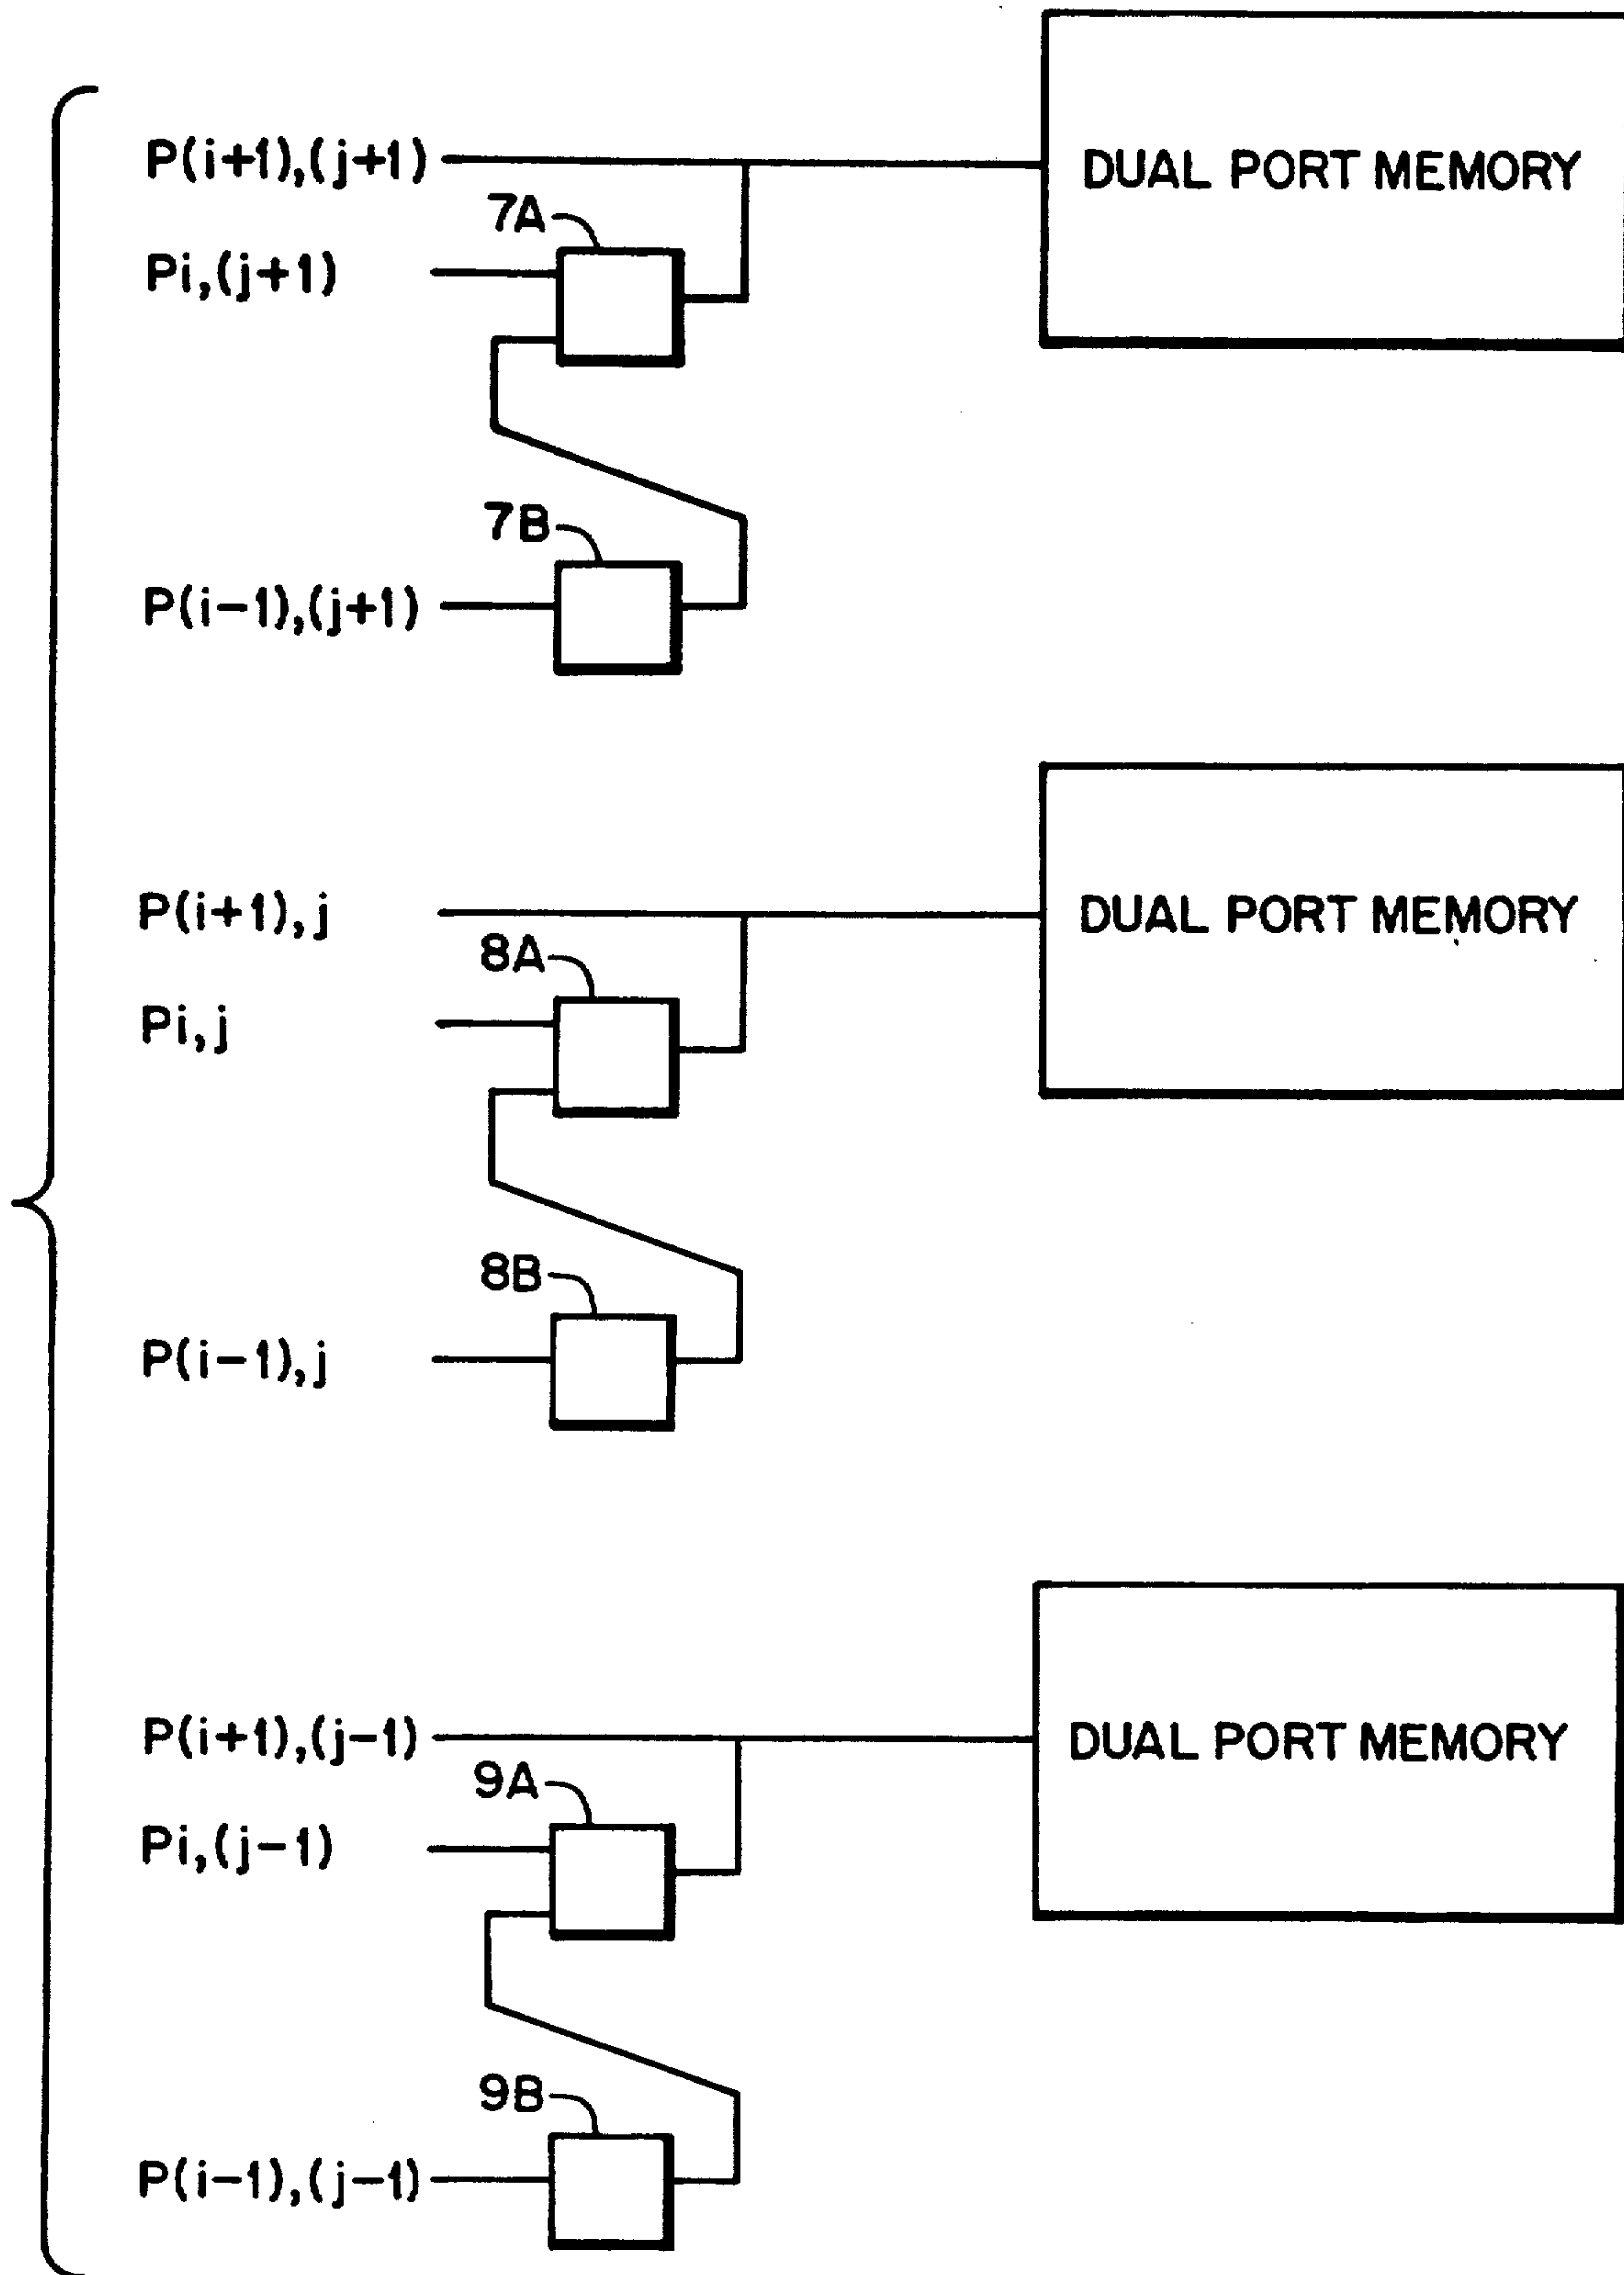 P(i+1),(j+1)
DUAL PORT MEMORY
7A
Pi,(j+1)
7B
P(i-1),(j+1)
P(i+1),j
DUAL PORT MEMORY
8A
Pi,j
8B
P(i-1),j
P(i+1),(j-1)
DUAL PORT MEMORY
9A
Pi,(j-1)
9B
P(i-1),(j-1)